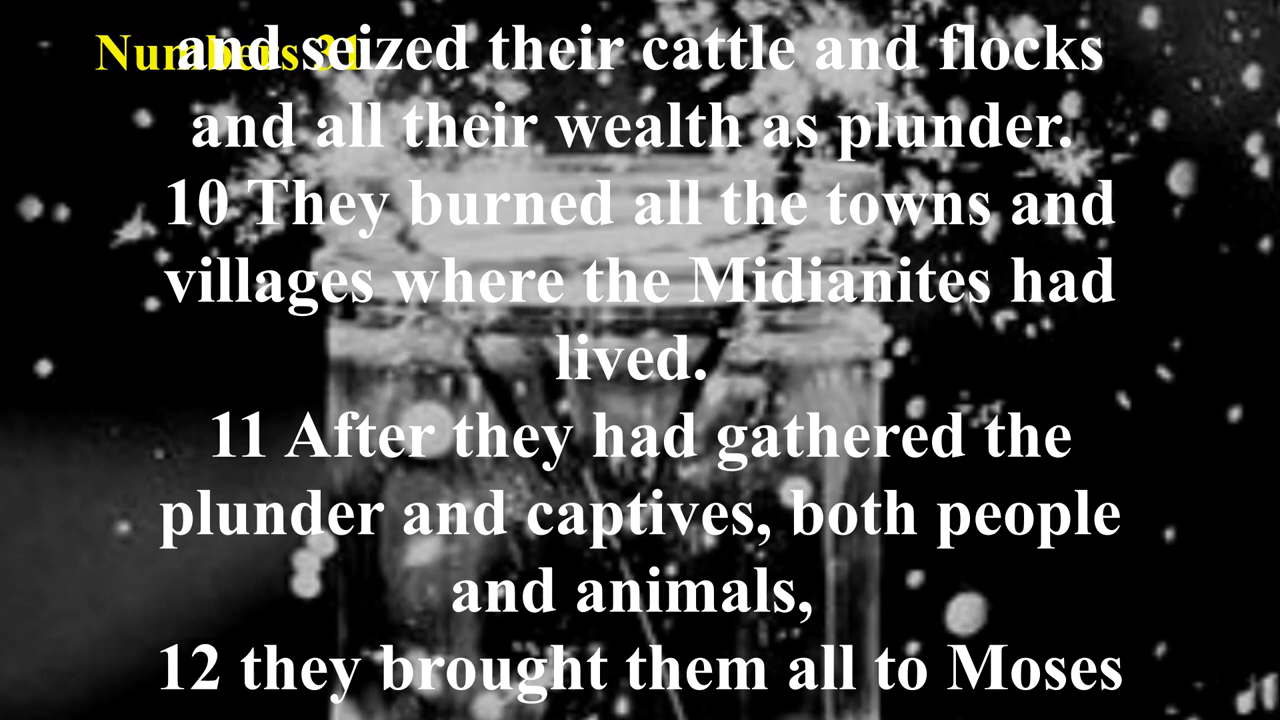 Numbers 31
and seized their cattle and flocks
and all their wealth as plunder.
10 They burned all the towns and
villages where the Midianites had
lived.
11 After they had gathered the
plunder and captives, both people
and animals,
12 they brought them all to Moses